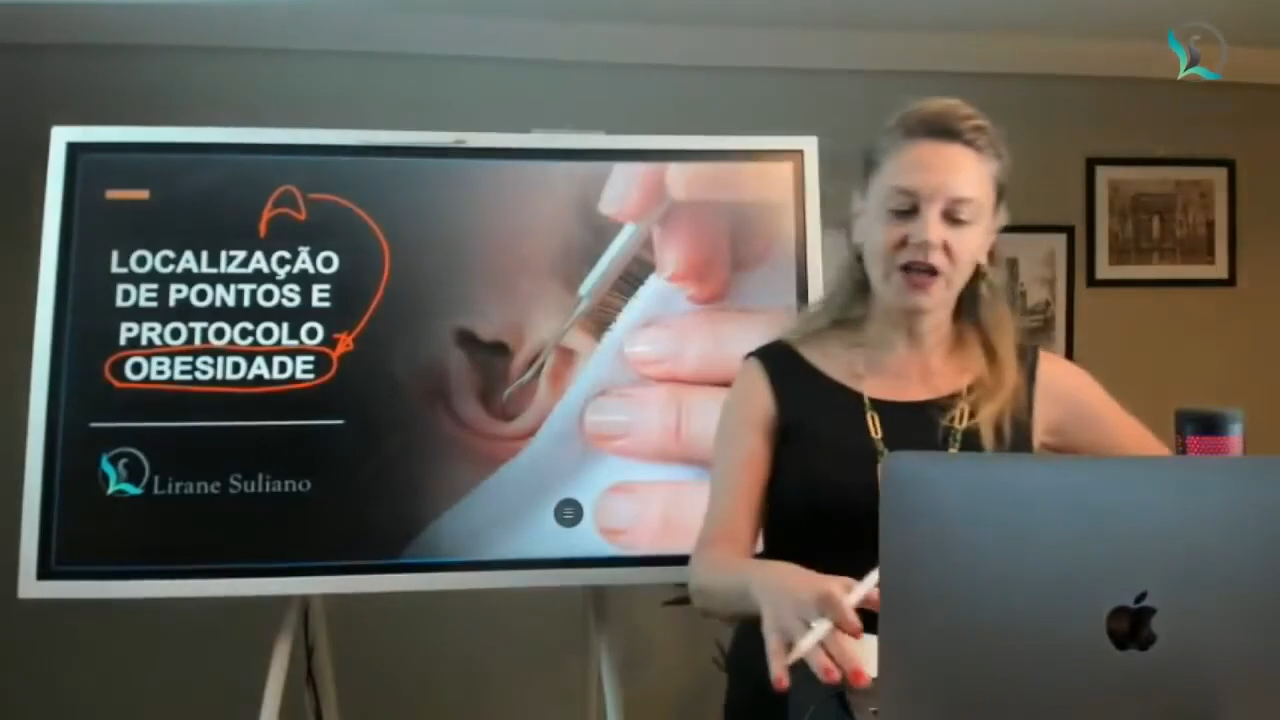 A
LOCALIZAÇÃO
DE PONTOS E
PROTOCOLO
OBESIDADE
Lirane Suliano